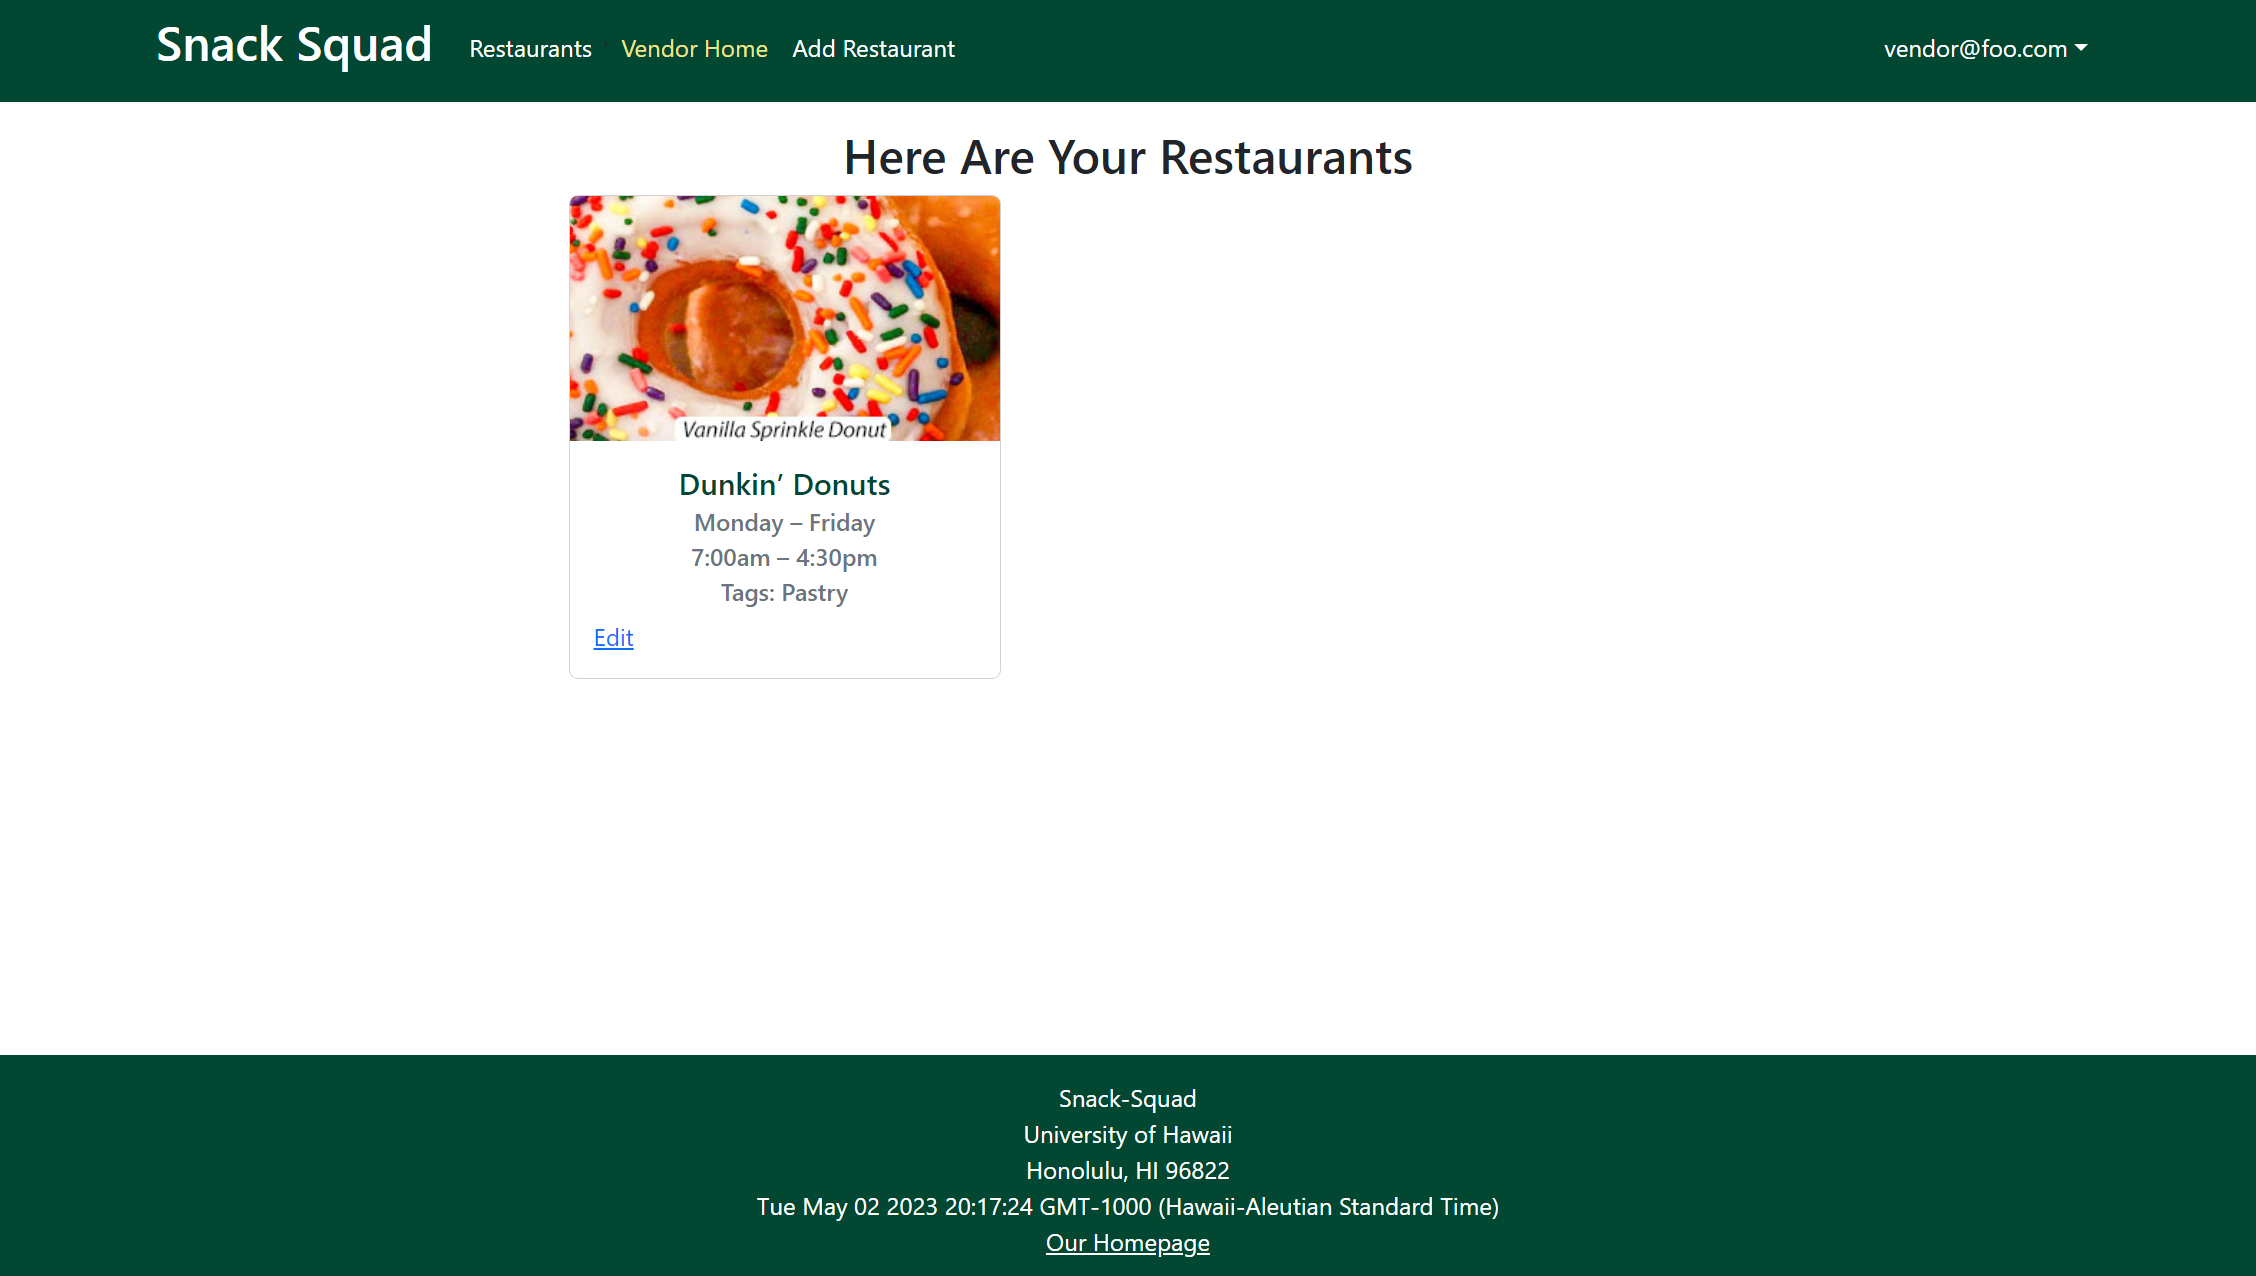 Snack Squad Restaurants Vendor Home Add Restaurant vendor@foo.com
Here Are Your Restaurants
Vanilla Sprinkle Donut
Dunkin’ Donuts
Monday – Friday
7:00am – 4:30pm
Tags: Pastry
Edit
Snack-Squad
University of Hawaii
Honolulu, HI 96822
Tue May 02 2023 20:17:24 GMT-1000 (Hawaii-Aleutian Standard Time)
Our Homepage